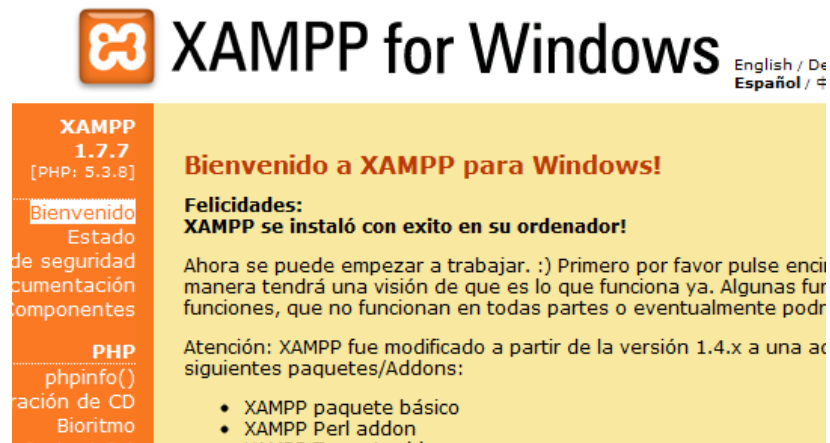 XAMPP for Windows
English / De
Español /
XAMPP
1.7.7
[PHP: 5.3.8]
Bienvenido
Estado
de seguridad
cumentación
Componentes
PHP
phpinfo()
ración de CD
Bioritmo
Bienvenido a XAMPP para Windows!
Felicidades:
XAMPP se instaló con exito en su ordenador!
Ahora se puede empezar a trabajar. :) Primero por favor pulse enci
manera tendrá una visión de que es lo que funciona ya. Algunas fu
funciones, que no funcionan en todas partes o eventualmente pod
Atención: XAMPP fue modificado a partir de la versión 1.4.x a una a
siguientes paquetes/Addons:
XAMPP paquete básico
XAMPP Perl addon